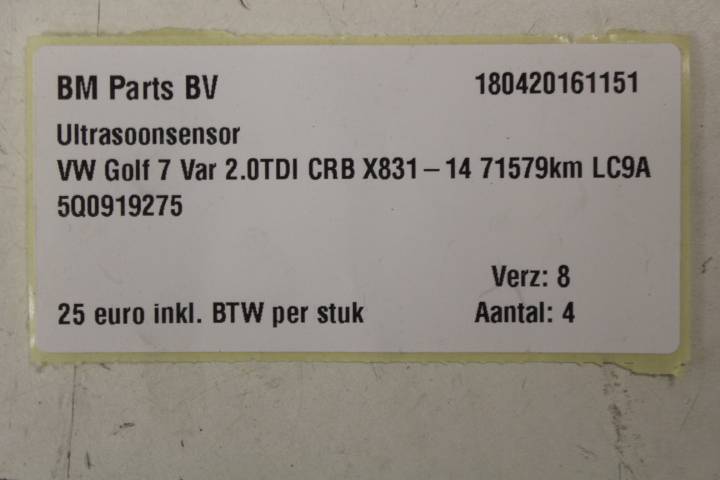 BM Parts BV 180420161151
Ultrasoonsensor
VW Golf 7 Var 2.0TDI CRB X831 – 14 71579km LC9A
5Q0919275
Verz: 8
25 euro inkl. BTW per stuk Aantal: 4